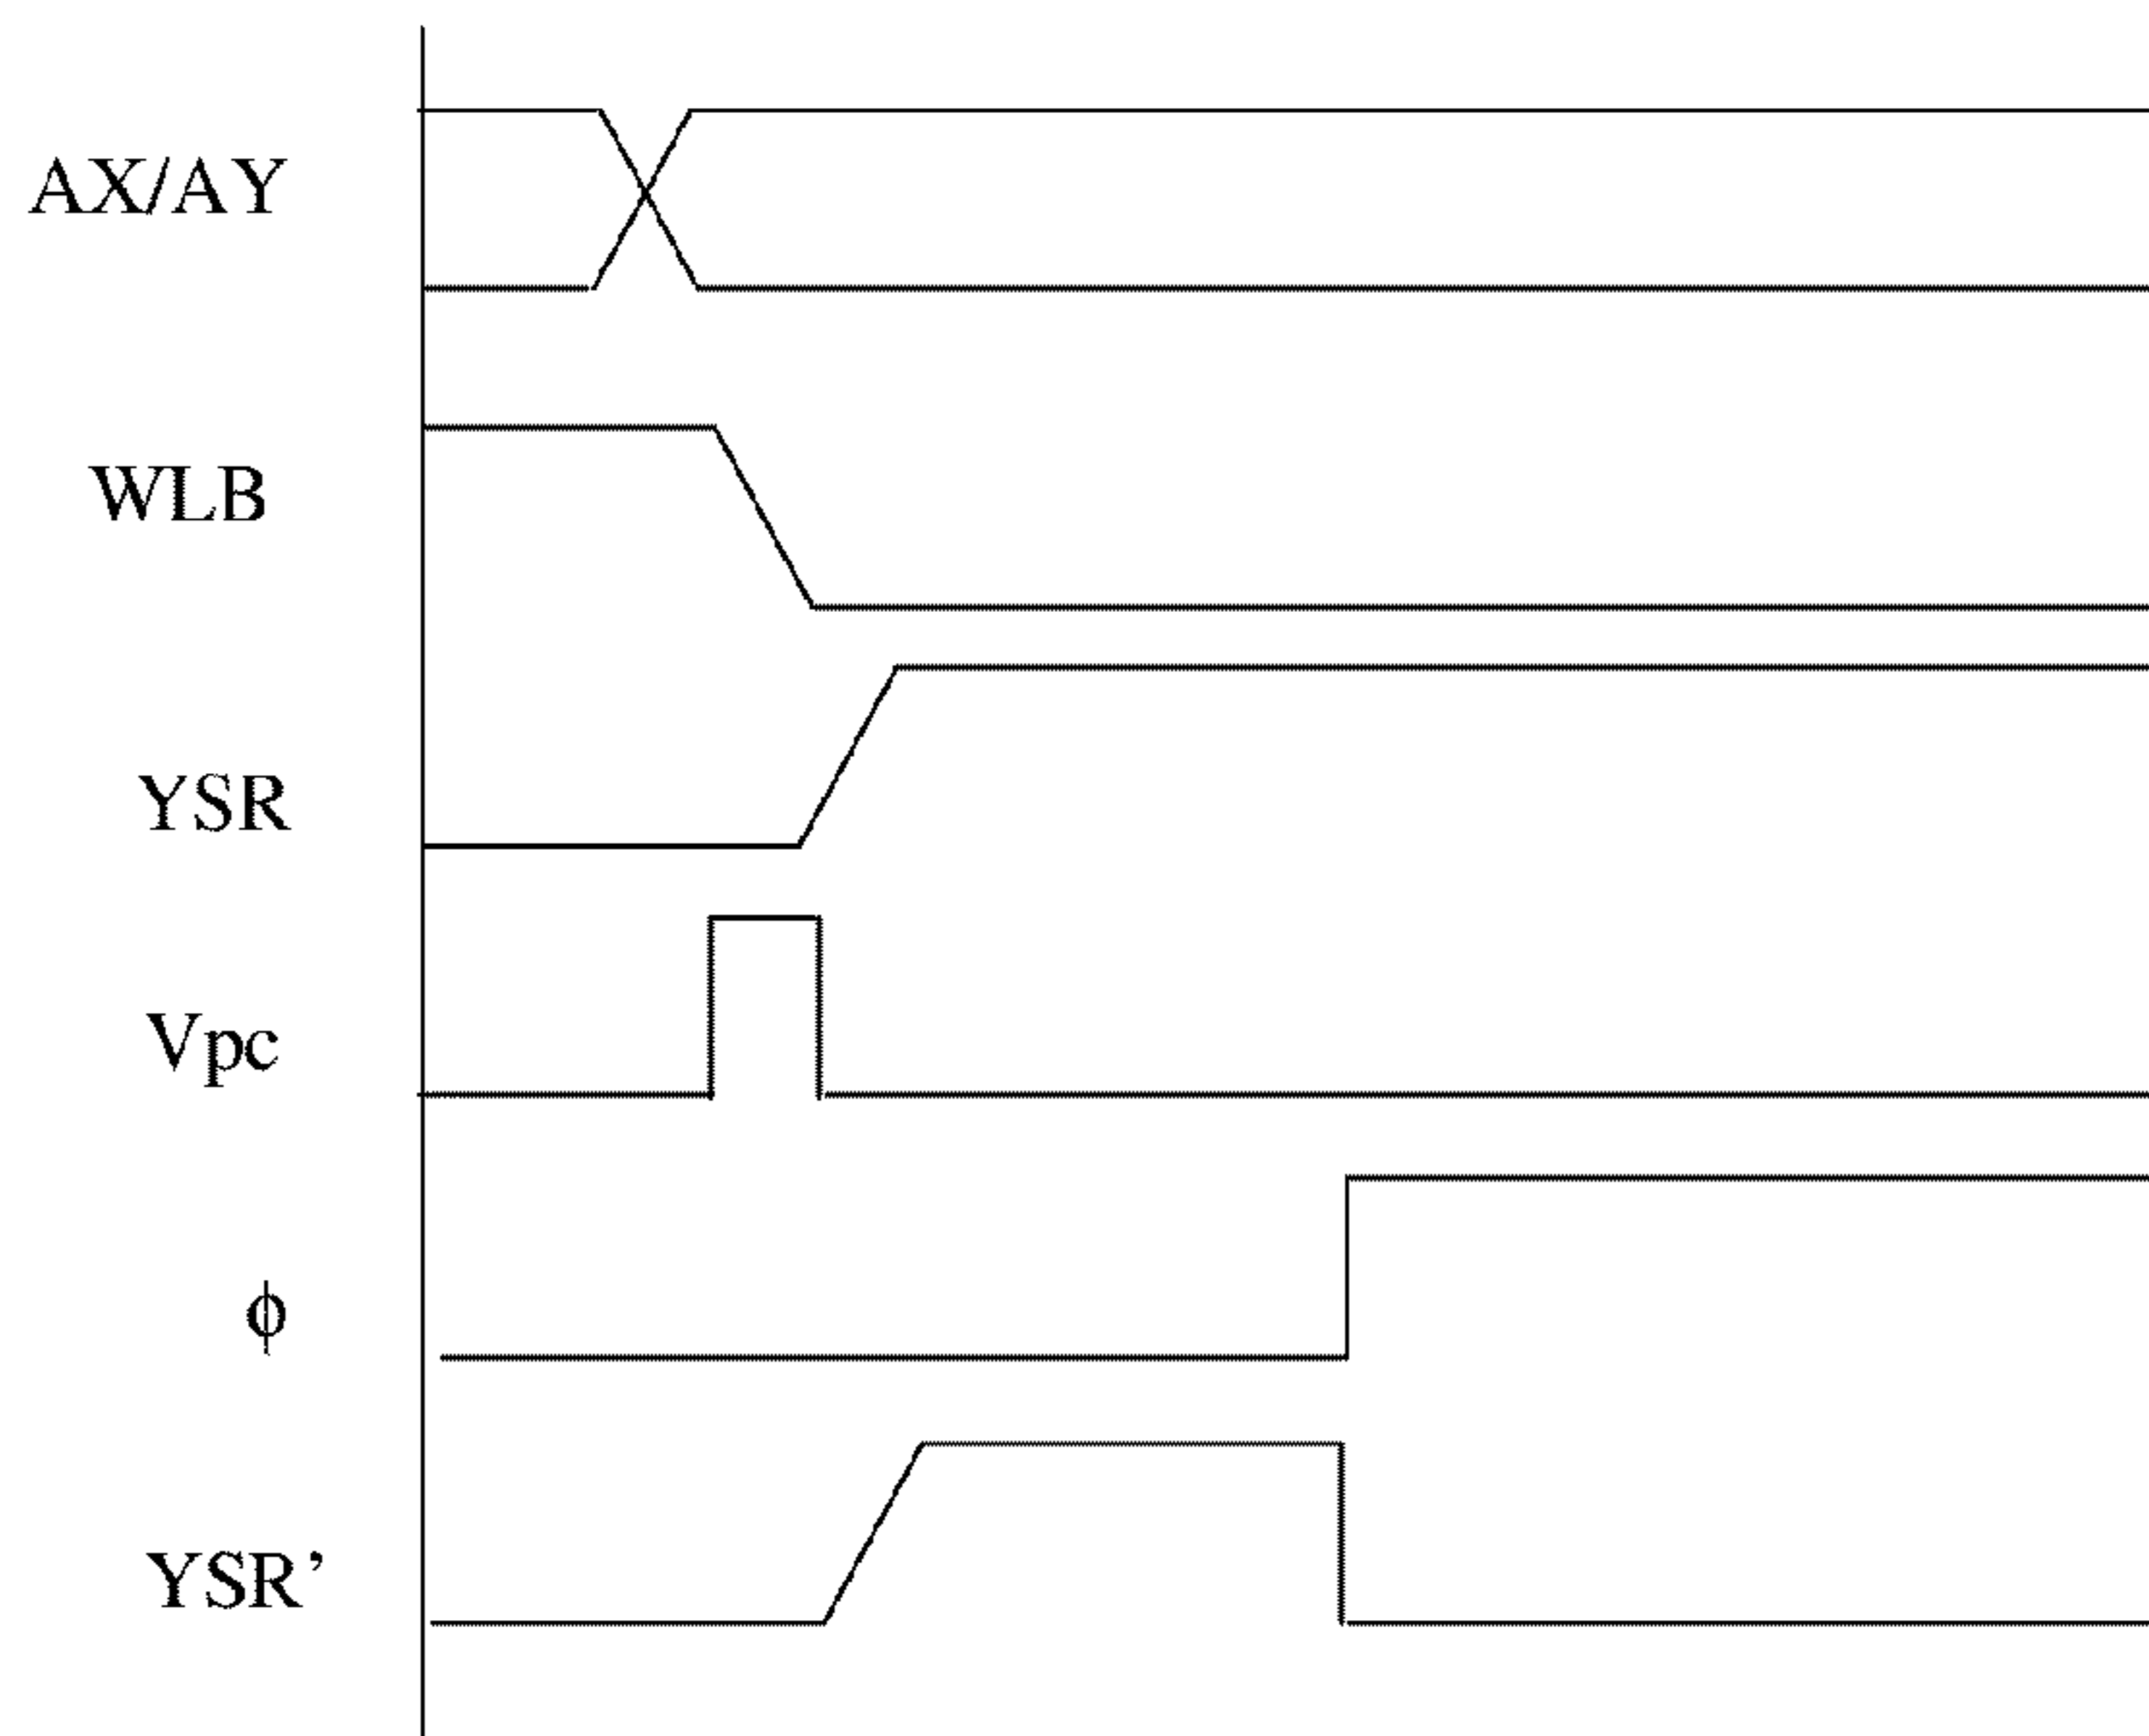 AX/AY
WLB
YSR
Vpc
ϕ
YSR’